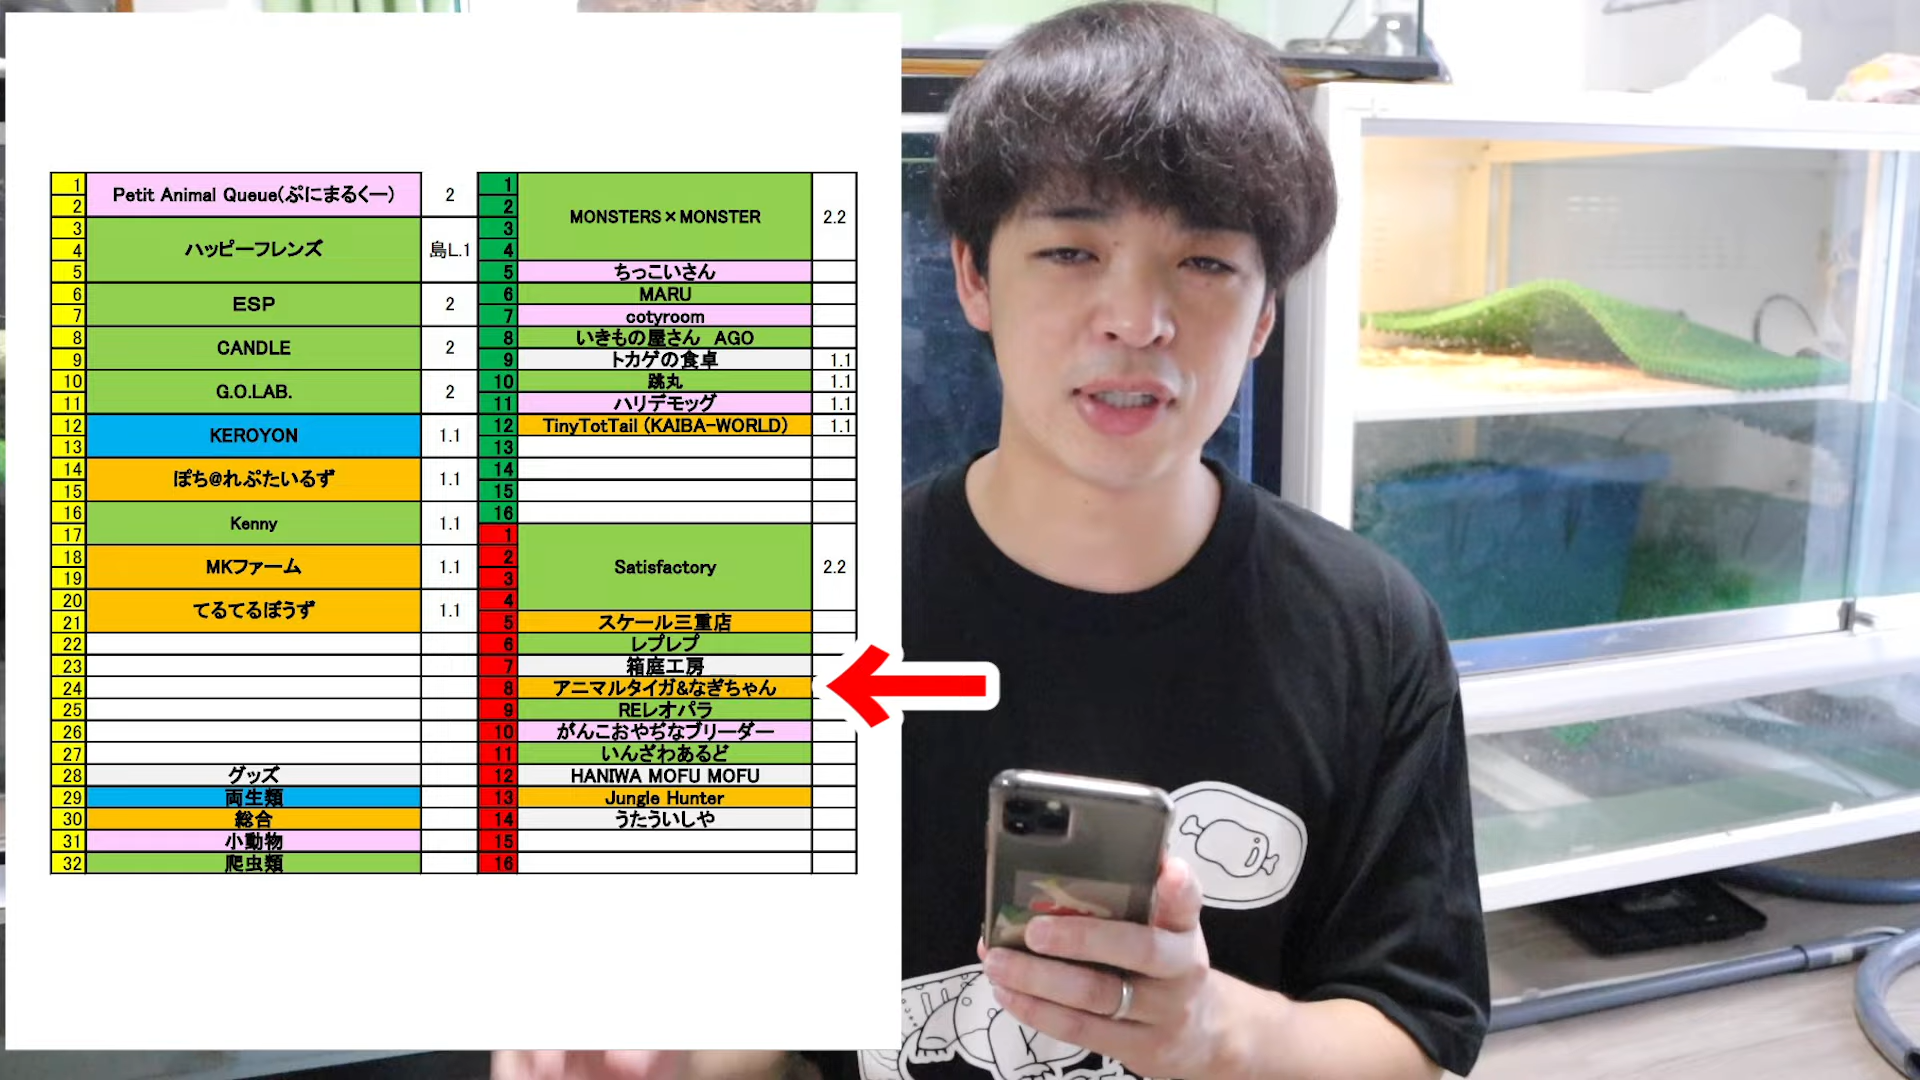 1
2
Petit Animal Queue(ぷにまるくー)
2
3
4
5
ハッピーフレンズ
島L.1
6
7
ESP
2
8
9
CANDLE
2
10
11
G.O.LAB.
2
12
13
KEROYON
1.1
14
15
ぽち@れぷたいるず
1.1
16
17
Kenny
1.1
18
19
MKファーム
1.1
20
21
てるてるぼうず
1.1
22
23
24
25
26
27
28 グッズ
29 両生類
30 総合
31 小動物
32 爬虫類
1
2
3
4
MONSTERS×MONSTER
2.2
5 ちっこいさん
6 MARU
7 cotyroom
8 いきもの屋さん AGO
9 トカゲの食卓 1.1
10 跳丸 1.1
11 ハリデモッグ 1.1
12 TinyTotTail (KAIBA-WORLD) 1.1
13
14
15
16
1
2
3
4
Satisfactory
2.2
5 スケール三重店
6 レプレプ
7 箱庭工房
8 アニマルタイガ&なぎちゃん
9 REレオパラ
10 がんこおやぢなブリーダー
11 いんざわあるど
12 HANIWA MOFU MOFU
13 Jungle Hunter
14 うたういしや
15
16